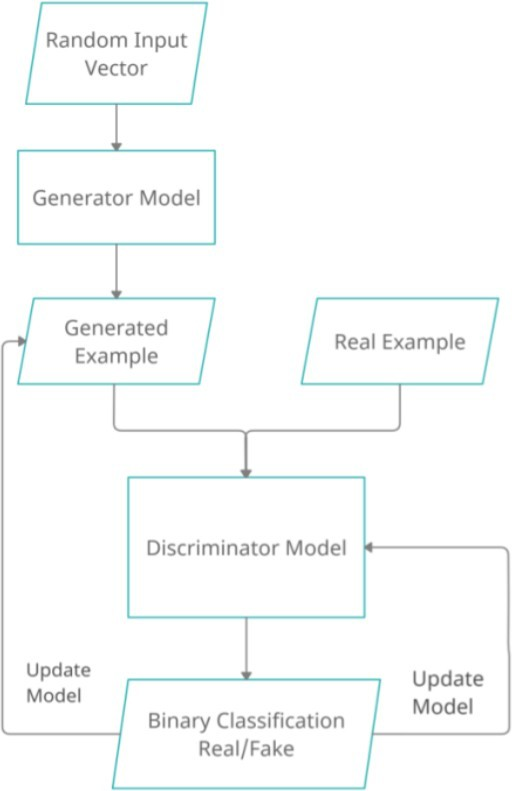 Random Input
Vector
Generator Model
Generated
Example
Real Example
Discriminator Model
Update
Model
Update
Model
Binary Classification
Real/Fake